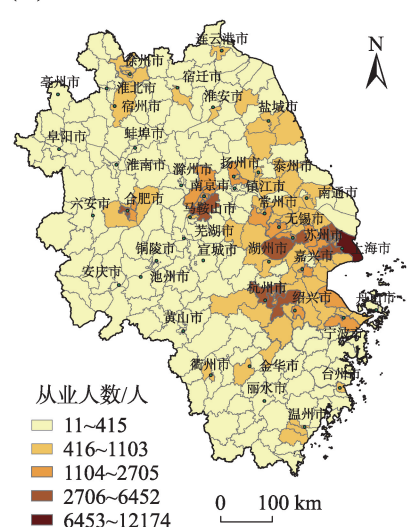 连云港市
N
徐州市
亳州市
淮北市
宿迁市
宿州市
淮安市
盐城市
阜阳市
蚌埠市
淮南市
滁州市
扬州市
泰州市
六安市
合肥市
南京市
镇江市
南通市
马鞍山市
常州市
芜湖市
无锡市
苏州市
上海市
铜陵市
宣城市
湖州市
嘉兴市
安庆市
池州市
杭州市
绍兴市
舟山市
黄山市
宁波市
衢州市
金华市
丽水市
台州市
温州市
从业人数/人
11~415
416~1103
1104~2705
2706~6452
6453~12174
0 100 km